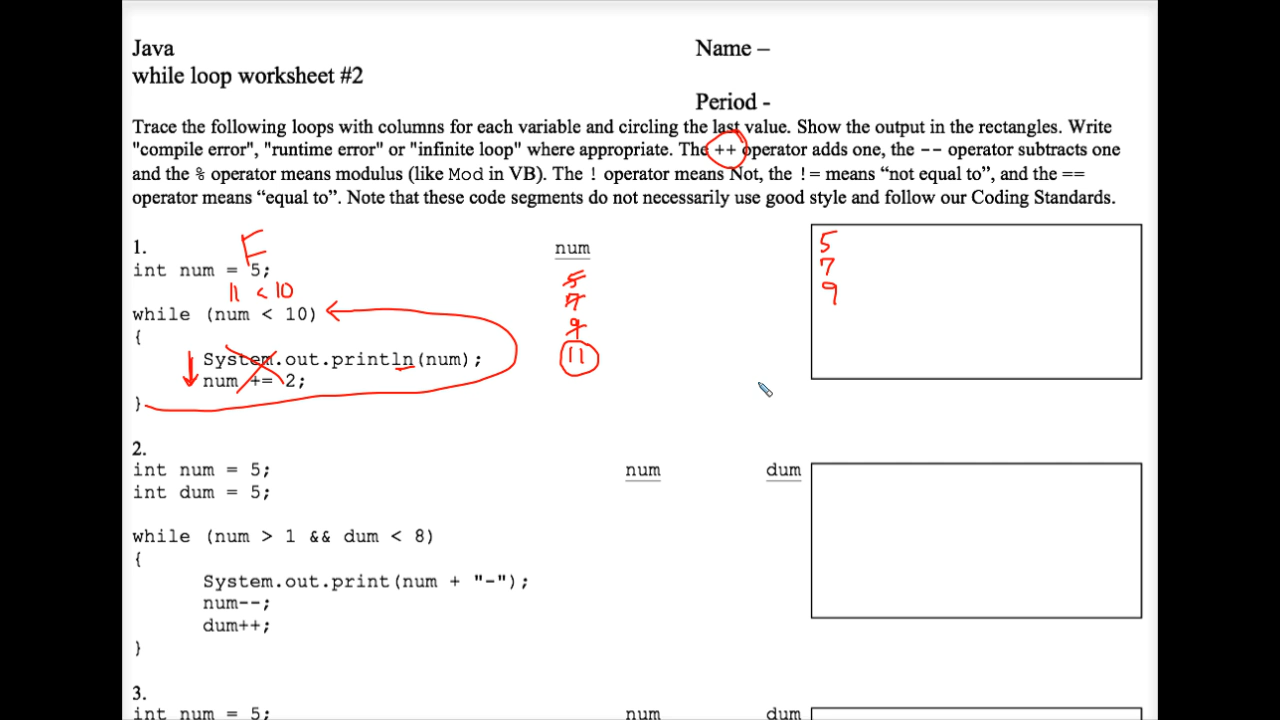 Java
Name –
while loop worksheet #2
Period -
Trace the following loops with columns for each variable and circling the last value. Show the output in the rectangles. Write
"compile error", "runtime error" or "infinite loop" where appropriate. The ++ operator adds one, the -- operator subtracts one
and the % operator means modulus (like Mod in VB). The ! operator means Not, the != means “not equal to”, and the ==
operator means “equal to”. Note that these code segments do not necessarily use good style and follow our Coding Standards.
1.
F
num
5
int num = 5;
5
7
11 < 10
7
9
while (num < 10)
9
{
11
System.out.println(num);
num += 2;
}
2.
int num = 5;
num
dum
int dum = 5;
while (num > 1 && dum < 8)
{
System.out.print(num + "-");
num--;
dum++;
}
3.
int num = 5;
num
dum